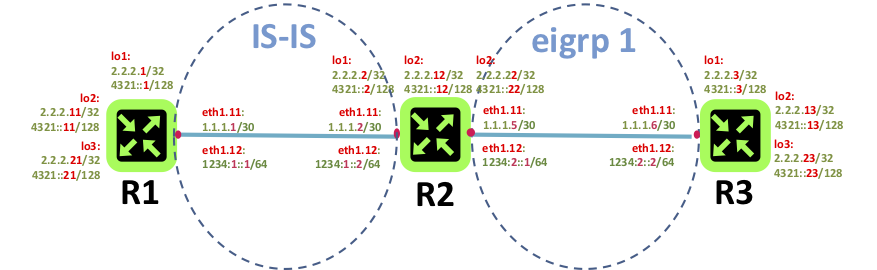 IS-IS
eigrp 1
lo1:
2.2.2.1/32
4321::1/128
lo2:
2.2.2.11/32
4321::11/128
lo3:
2.2.2.21/32
4321::21/128
R1
eth1.11:
1.1.1.1/30
eth1.12:
1234:1::1/64
lo1:
2.2.2.2/32
4321::2/128
lo2:
2.2.2.12/32
4321::12/128
lo2:
2.2.2.22/32
4321::22/128
eth1.11:
1.1.1.2/30
eth1.12:
1234:1::2/64
R2
eth1.11:
1.1.1.5/30
eth1.12:
1234:2::1/64
eth1.11:
1.1.1.6/30
eth1.12:
1234:2::2/64
lo1:
2.2.2.3/32
4321::3/128
lo2:
2.2.2.13/32
4321::13/128
lo3:
2.2.2.23/32
4321::23/128
R3